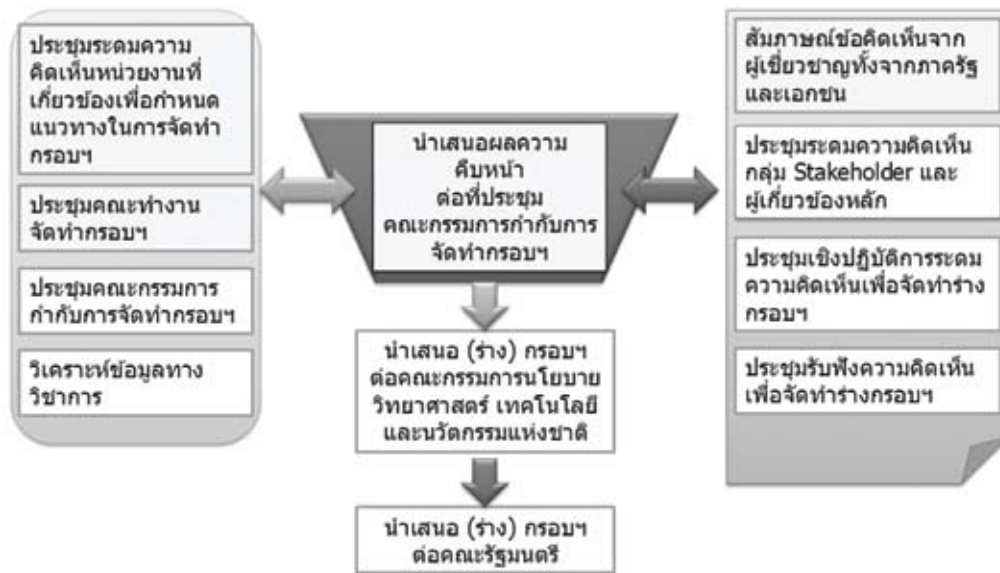 ประชุมระดมความ
คิดเห็นหน่วยงานที่
เกี่ยวข้องเพื่อกำหนด
แนวทางในการจัดทำ
กรอบฯ
ประชุมคณะทำงาน
จัดทำกรอบฯ
ประชุมคณะกรรมการ
กำกับการจัดทำกรอบฯ
วิเคราะห์ข้อมูลทาง
วิชาการ
นำเสนอผลความ
คืบหน้า
ต่อที่ประชุม
คณะกรรมการกำกับการ
จัดทำกรอบฯ
นำเสนอ (ร่าง) กรอบฯ
ต่อคณะกรรมการนโยบาย
วิทยาศาสตร์ เทคโนโลยี
และนวัตกรรมแห่งชาติ
นำเสนอ (ร่าง) กรอบฯ
ต่อคณะรัฐมนตรี
สัมภาษณ์ข้อคิดเห็นจาก
ผู้เชี่ยวชาญทั้งจากภาครัฐ
และเอกชน
ประชุมระดมความคิดเห็น
กลุ่ม Stakeholder และ
ผู้เกี่ยวข้องหลัก
ประชุมเชิงปฏิบัติการระดม
ความคิดเห็นเพื่อจัดทำร่าง
กรอบฯ
ประชุมรับฟังความคิดเห็น
เพื่อจัดทำร่างกรอบฯ